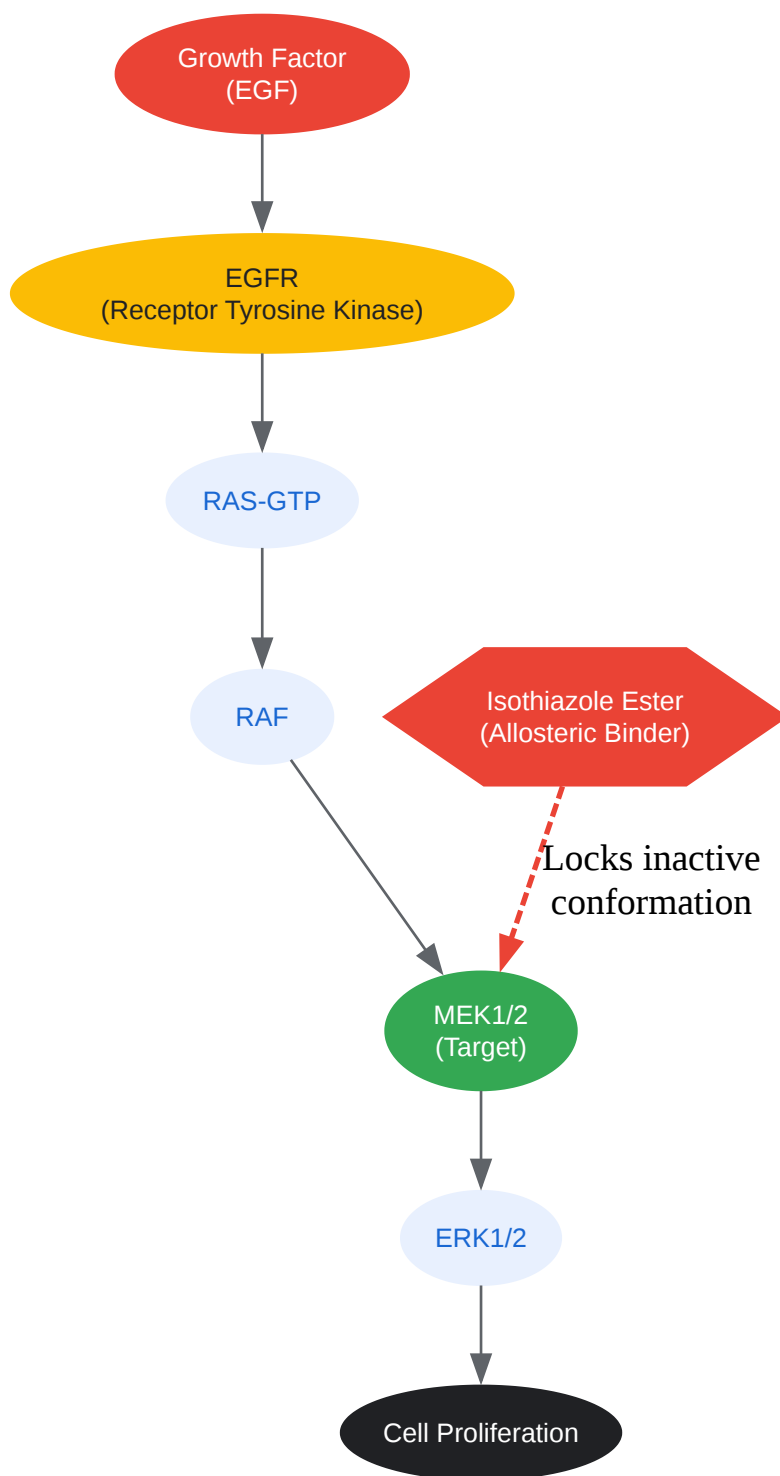 Growth Factor
(EGF)
EGFR
(Receptor Tyrosine Kinase)
RAS-GTP
RAF
Isothiazole Ester
(Allosteric Binder)
Locks inactive
conformation
MEK1/2
(Target)
ERK1/2
Cell Proliferation